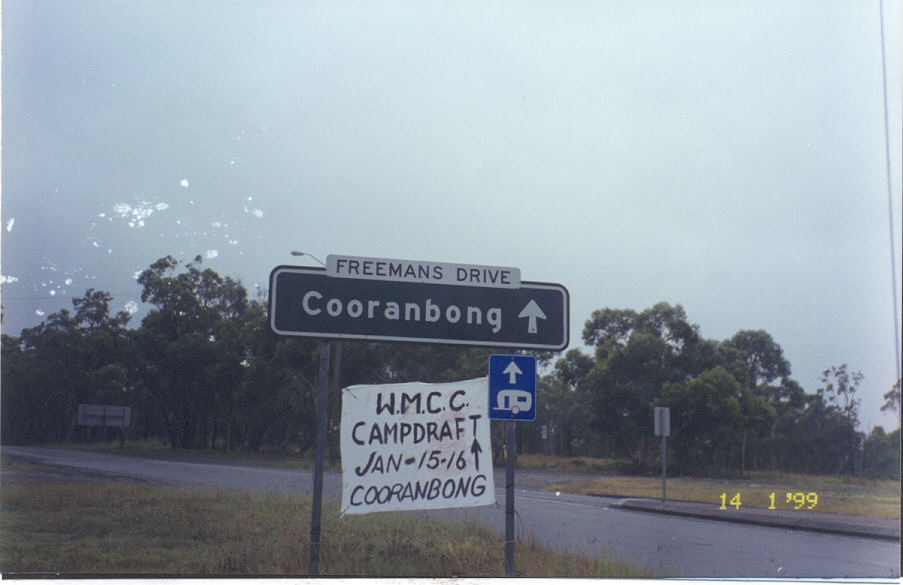 FREEMANS DRIVE
Cooranbong
W.M.C.C.
CAMPDRAFT
JAN-15-16
COORANBONG
14 1 '99